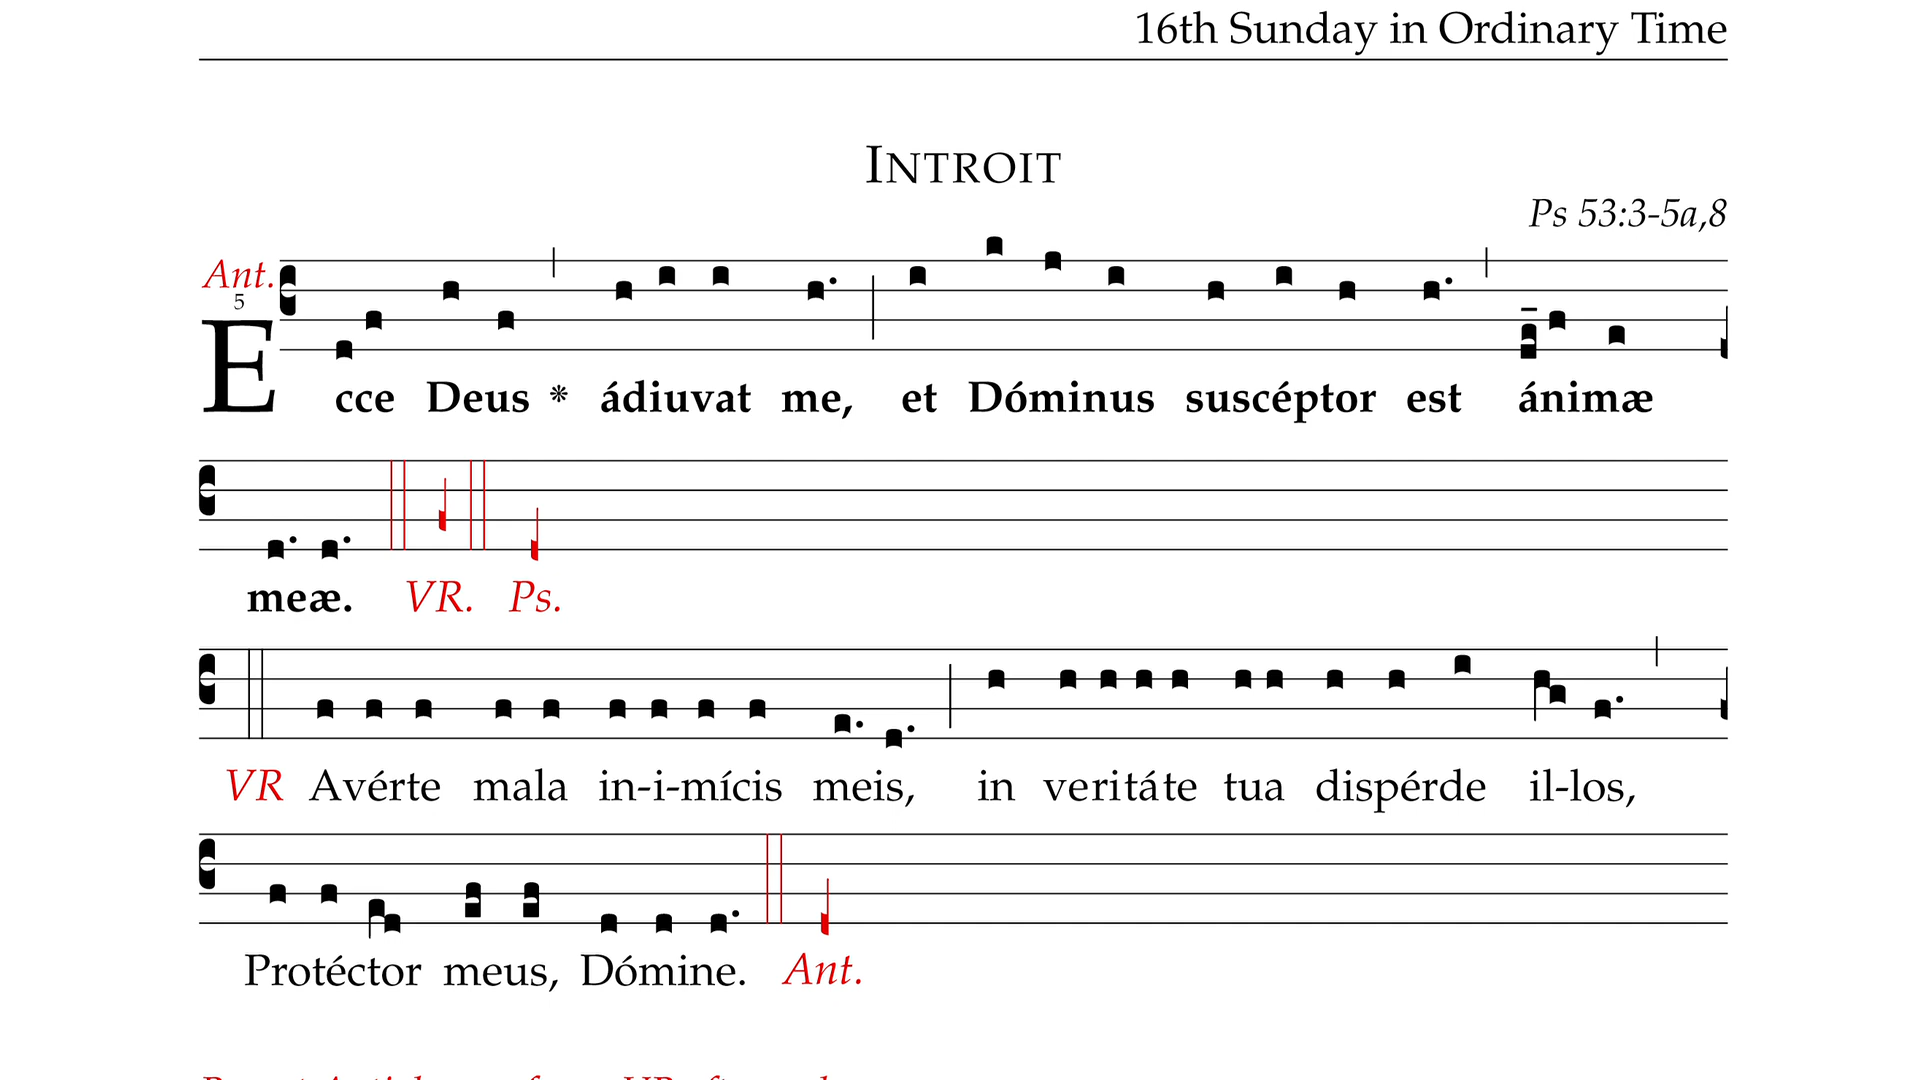 16th Sunday in Ordinary Time
INTROIT
Ps 53:3-5a,8
Ant.
5
Ecce Deus * ádiuvat me, et Dóminus suscéptor est ánimæ
meæ. VR. Ps.
VR Avérte mala in-i-mícis meis, in veritáte tua dispérde il-los,
Protéctor meus, Dómine. Ant.